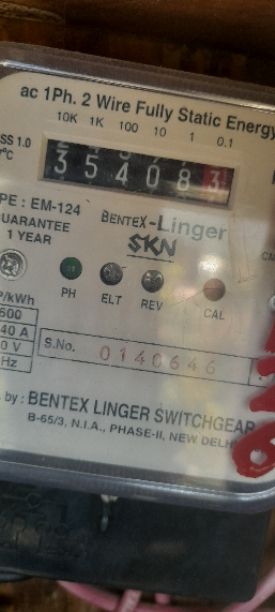 ac 1Ph. 2 Wire Fully Static Energy
10K 1K 100 10 1 0.1
SS 1.0
35408 3
PE : EM-124
BENTEX-Linger
UARANTEE
1 YEAR
SKN
PH ELT REV CAL
P/kWh
600
40 A
0 V
Hz
S.No. 0140646
by : BENTEX LINGER SWITCHGEAR
B-65/3, N.I.A., PHASE-II, NEW DELH